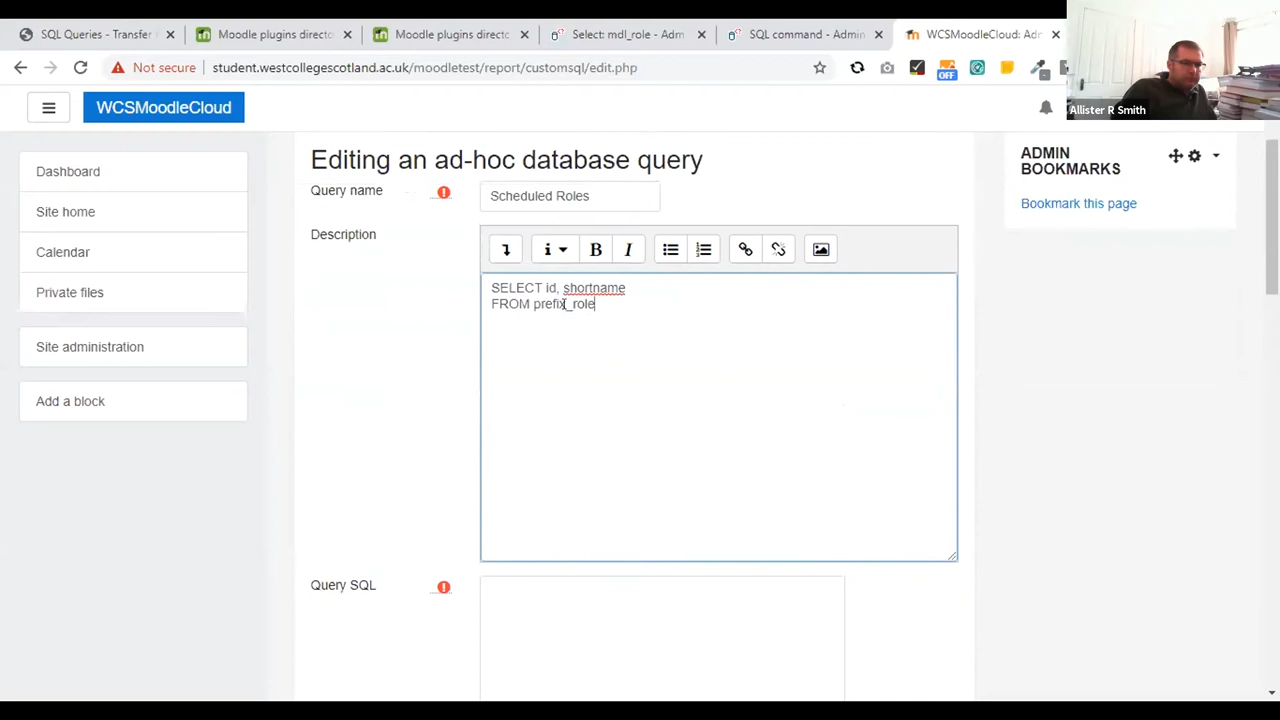 SQL Queries - Transfer
Moodle plugins directo
Moodle plugins directo
Select: mdl_role - Adm
SQL command - Admin
WCSMoodleCloud: Adm
Not secure
student.westcollegescotland.ac.uk/moodletest/report/customsql/edit.php
OFF
Allister R Smith
WCSMoodleCloud
Dashboard
Site home
Calendar
Private files
Site administration
Add a block
Editing an ad-hoc database query
Query name
Scheduled Roles
Description
B I
SELECT id, shortname
FROM prefix_role
Query SQL
ADMIN
BOOKMARKS
Bookmark this page